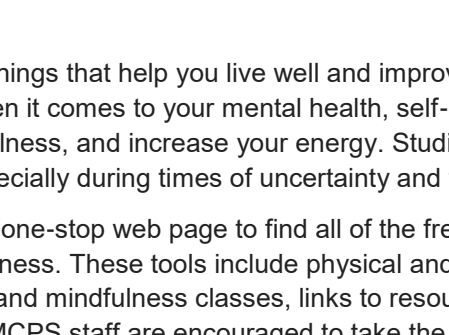 hings that help you live well and improv
en it comes to your mental health, self-
lness, and increase your energy. Studi
ecially during times of uncertainty and
one-stop web page to find all of the fre
ness. These tools include physical and
and mindfulness classes, links to resou
MCPS staff are encouraged to take the